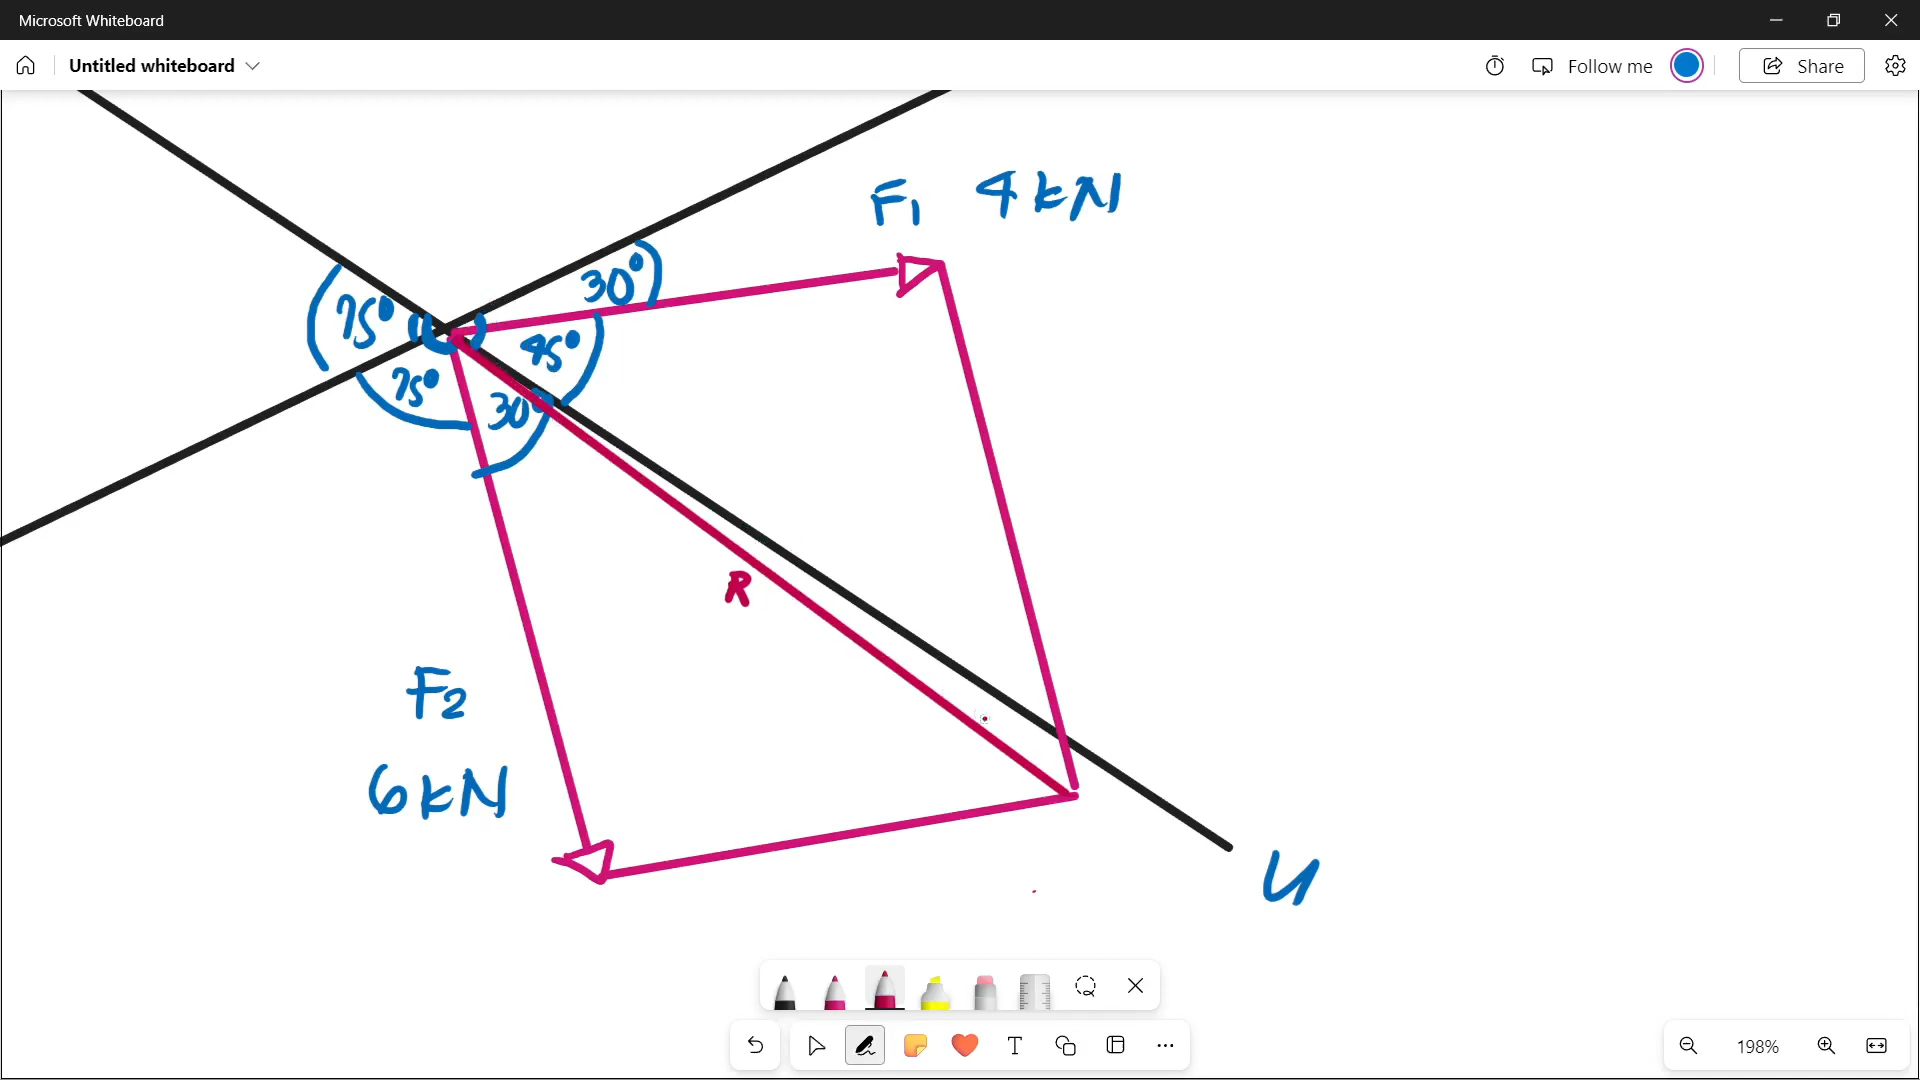 Microsoft Whiteboard
Untitled whiteboard
Follow me
Share
F1 4kN
30°
75°
45°
75°
30°
R
F2
6kN
U
198%